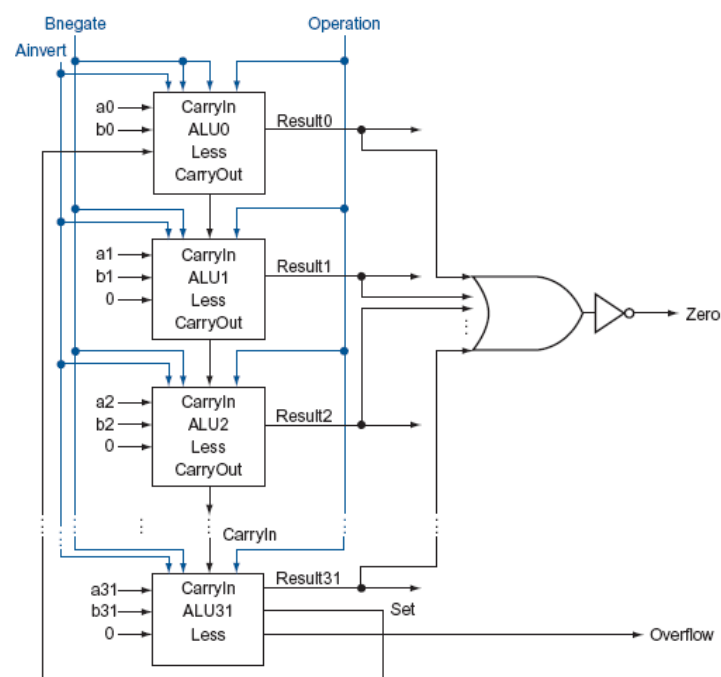 Bnegate
Operation
Ainvert
a0
b0
CarryIn
ALU0
Less
CarryOut
Result0
a1
b1
0
CarryIn
ALU1
Less
CarryOut
Result1
Zero
a2
b2
0
CarryIn
ALU2
Less
CarryOut
Result2
CarryIn
a31
b31
0
CarryIn
ALU31
Less
Result31
Set
Overflow